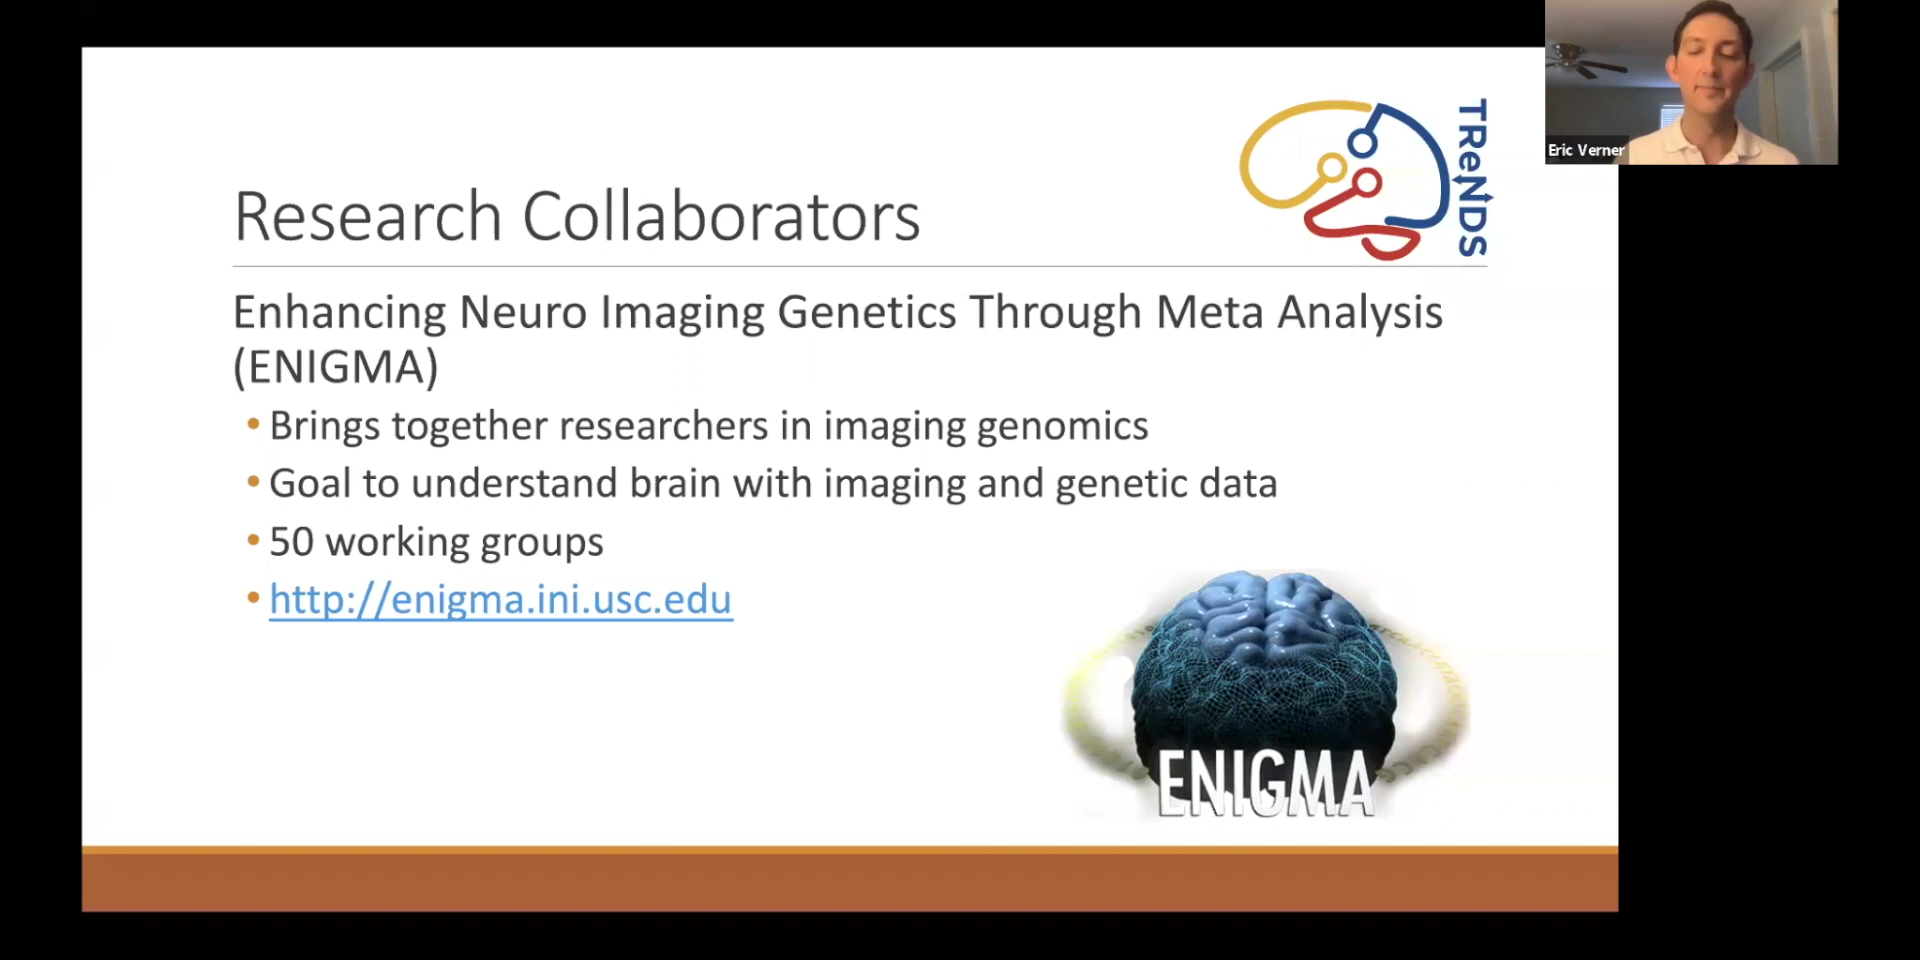 Eric Verner
TReNDS
Research Collaborators
Enhancing Neuro Imaging Genetics Through Meta Analysis
(ENIGMA)
• Brings together researchers in imaging genomics
• Goal to understand brain with imaging and genetic data
• 50 working groups
• http://enigma.ini.usc.edu
ENIGMA